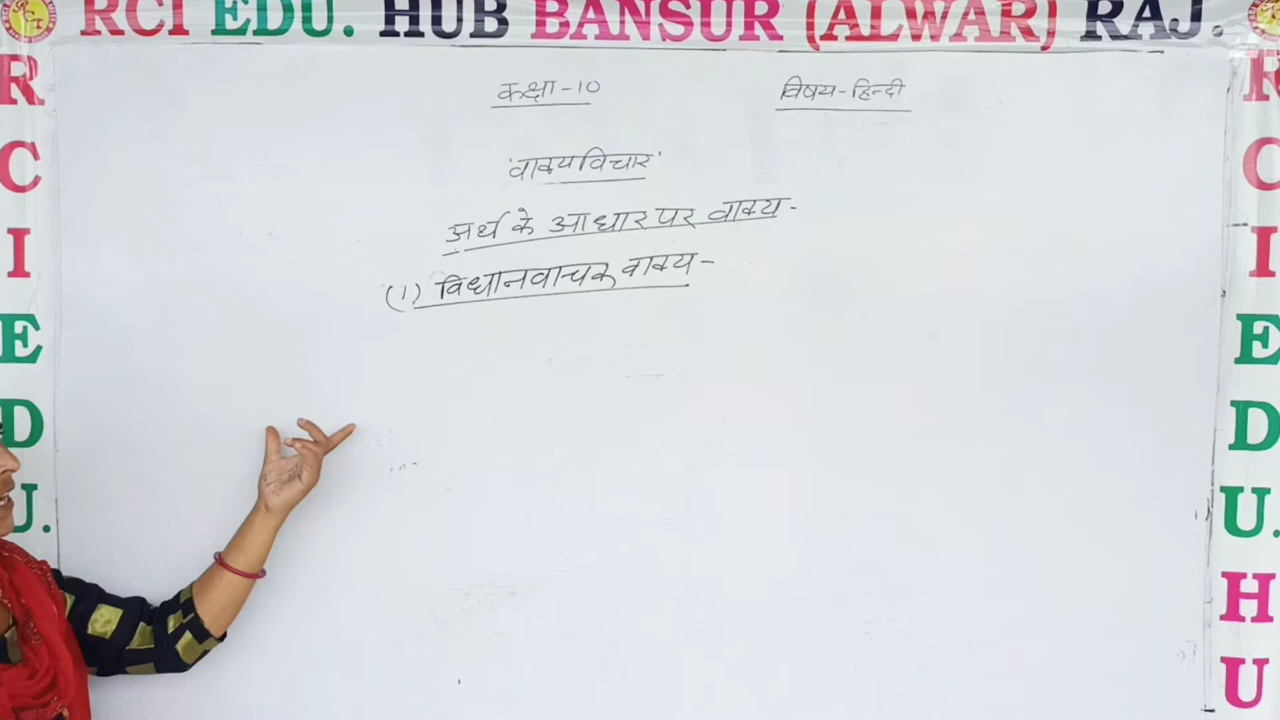 RCI EDU. HUB BANSUR (ALWAR) RAJ.
कक्षा-10
विषय-हिन्दी
'वाक्यविचार'
अर्थ के आधार पर वाक्य-
(1) विधानवाचक वाक्य-
R
C
I
E
D
U.
R
C
I
E
D
U.
H
U